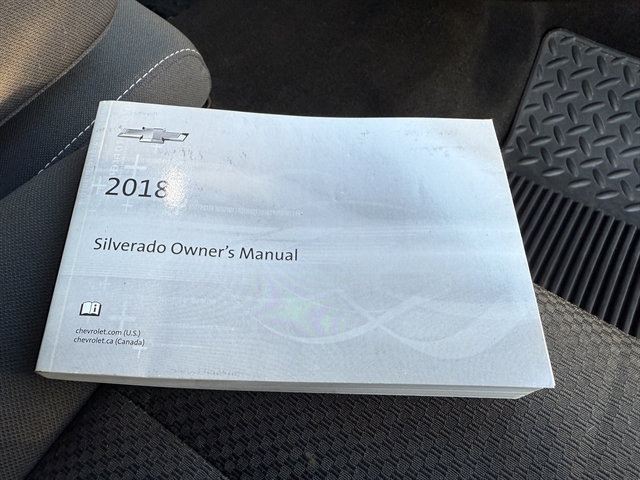 2018
Silverado Owner's Manual
chevrolet.com (U.S.)
chevrolet.ca (Canada)